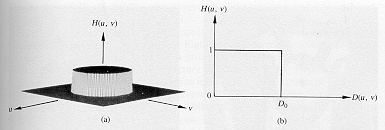 H(u, v)
u
v
(a)
H(u, v)
1
0
D₀
D(u, v)
(b)